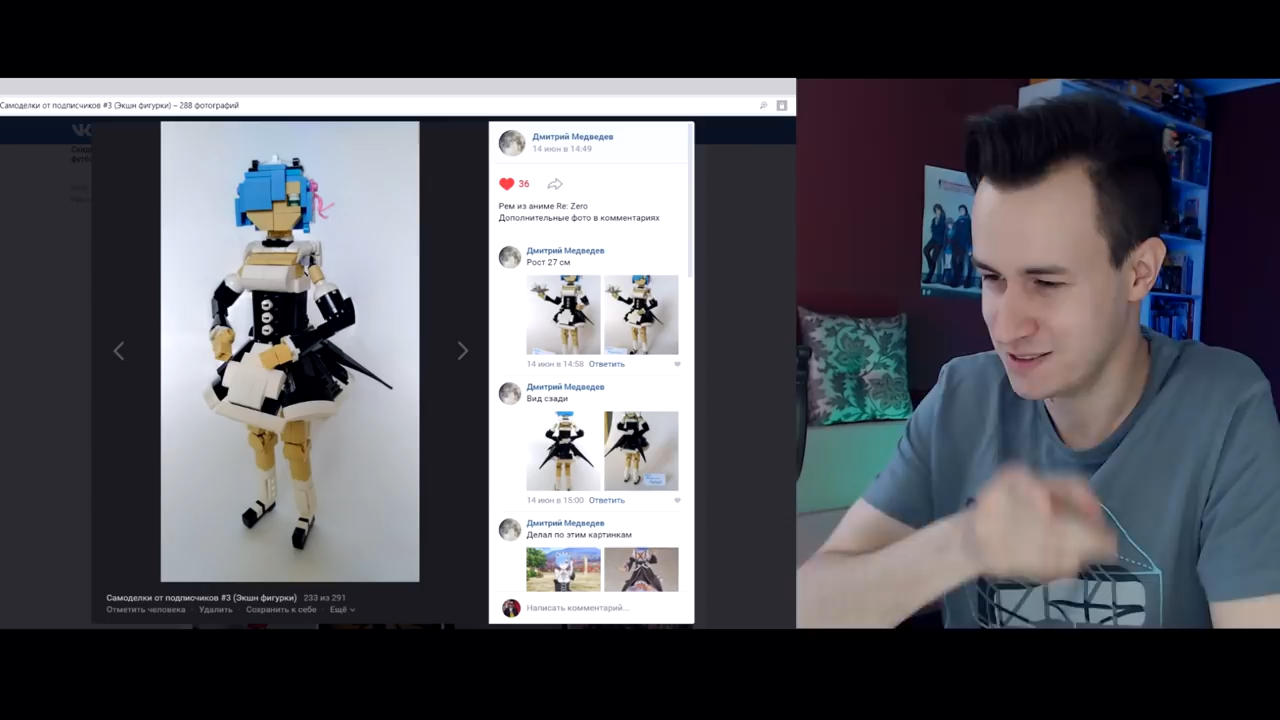 Самоделки от подписчиков #3 (Экшн фигурки) – 288 фотографий
Дмитрий Медведев
14 июн в 14:49
36
Рем из аниме Re: Zero
Дополнительные фото в комментариях
Дмитрий Медведев
Рост 27 см
14 июн в 14:58 Ответить
Дмитрий Медведев
Вид сзади
14 июн в 15:00 Ответить
Дмитрий Медведев
Делал по этим картинкам
Написать комментарий...
Самоделки от подписчиков #3 (Экшн фигурки) 233 из 291
Отметить человека · Удалить · Сохранить к себе · Ещё